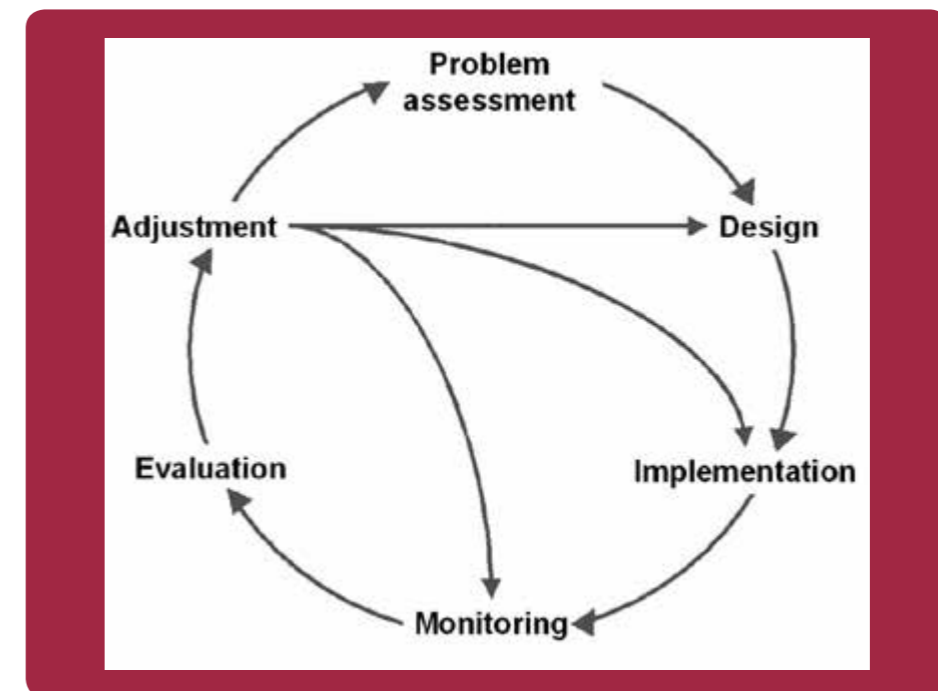 Problem
assessment
Adjustment
Design
Evaluation
Implementation
Monitoring